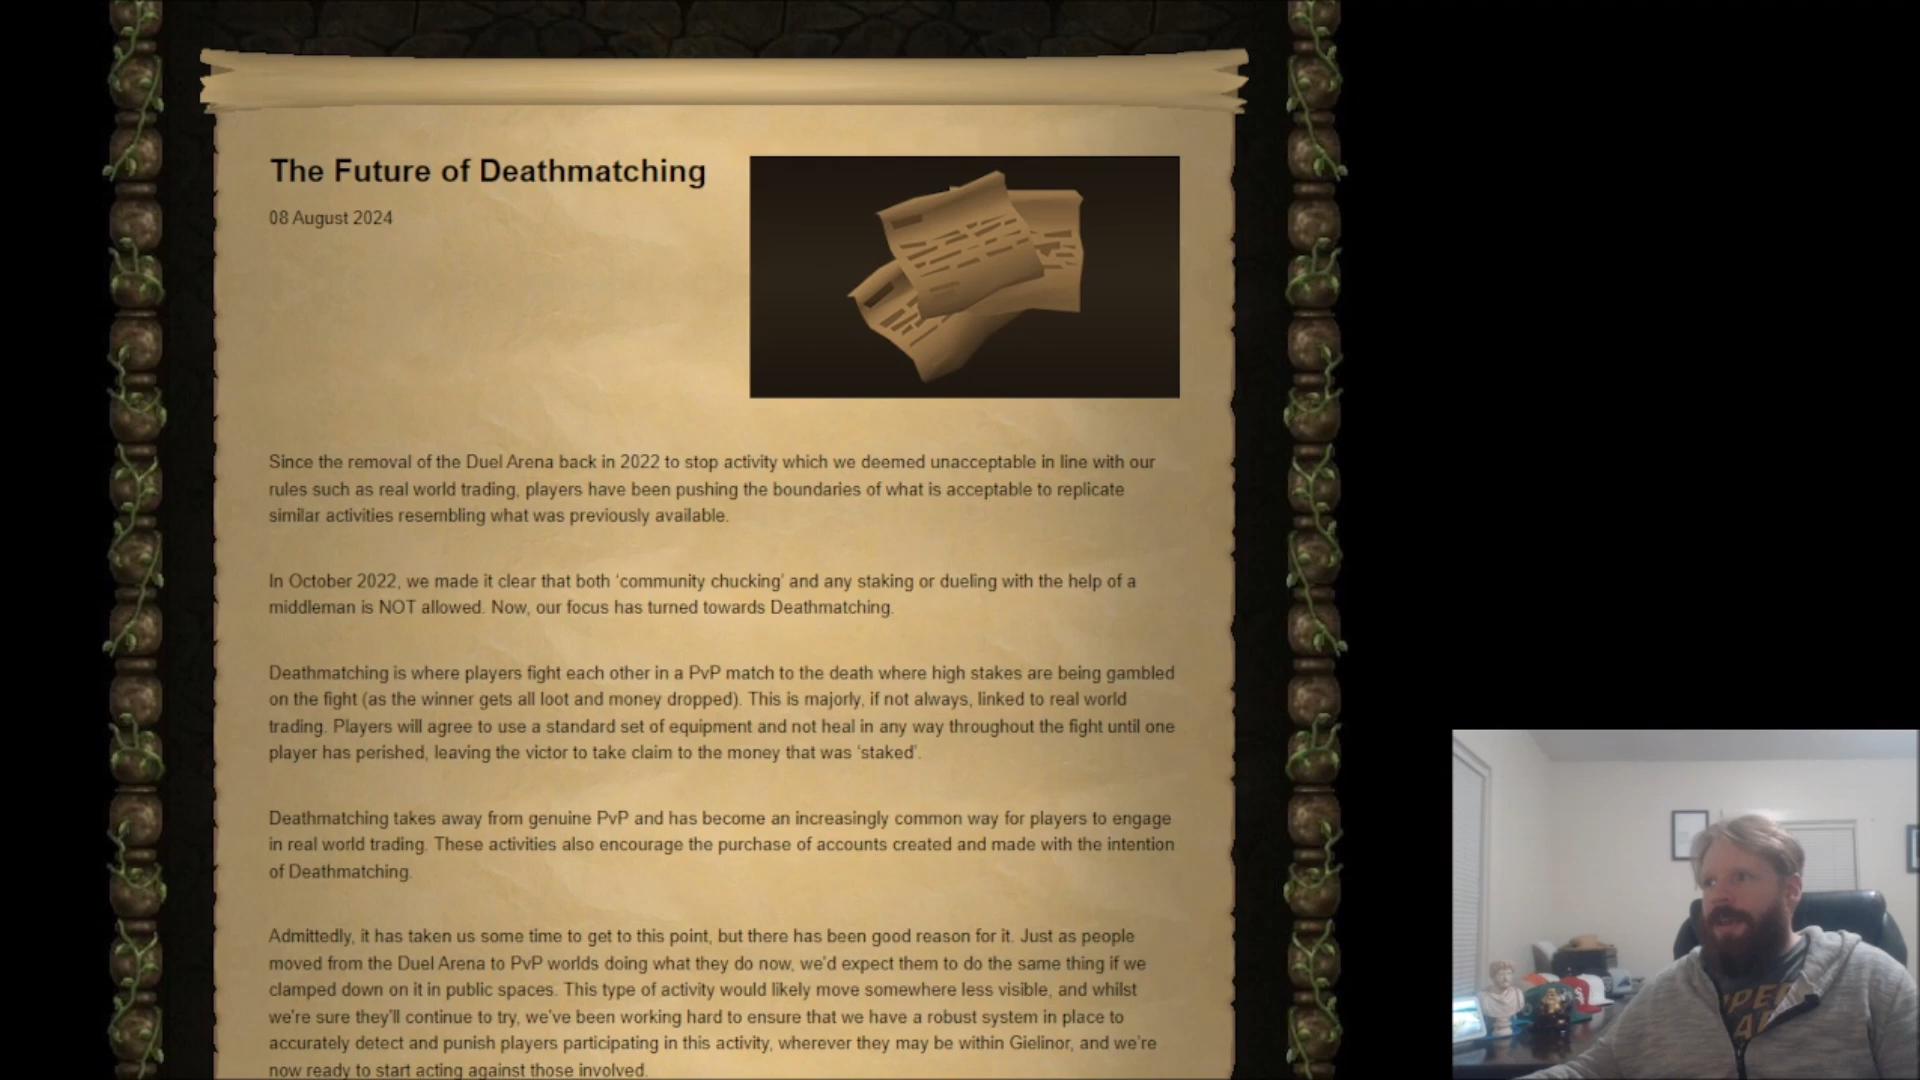 The Future of Deathmatching
08 August 2024
Since the removal of the Duel Arena back in 2022 to stop activity which we deemed unacceptable in line with our
rules such as real world trading, players have been pushing the boundaries of what is acceptable to replicate
similar activities resembling what was previously available.
In October 2022, we made it clear that both ‘community chucking’ and any staking or dueling with the help of a
middleman is NOT allowed. Now, our focus has turned towards Deathmatching.
Deathmatching is where players fight each other in a PvP match to the death where high stakes are being gambled
on the fight (as the winner gets all loot and money dropped). This is majorly, if not always, linked to real world
trading. Players will agree to use a standard set of equipment and not heal in any way throughout the fight until one
player has perished, leaving the victor to take claim to the money that was ‘staked’.
Deathmatching takes away from genuine PvP and has become an increasingly common way for players to engage
in real world trading. These activities also encourage the purchase of accounts created and made with the intention
of Deathmatching.
Admittedly, it has taken us some time to get to this point, but there has been good reason for it. Just as people
moved from the Duel Arena to PvP worlds doing what they do now, we'd expect them to do the same thing if we
clamped down on it in public spaces. This type of activity would likely move somewhere less visible, and whilst
we're sure they'll continue to try, we've been working hard to ensure that we have a robust system in place to
accurately detect and punish players participating in this activity, wherever they may be within Gielinor, and we're
now ready to start acting against those involved.